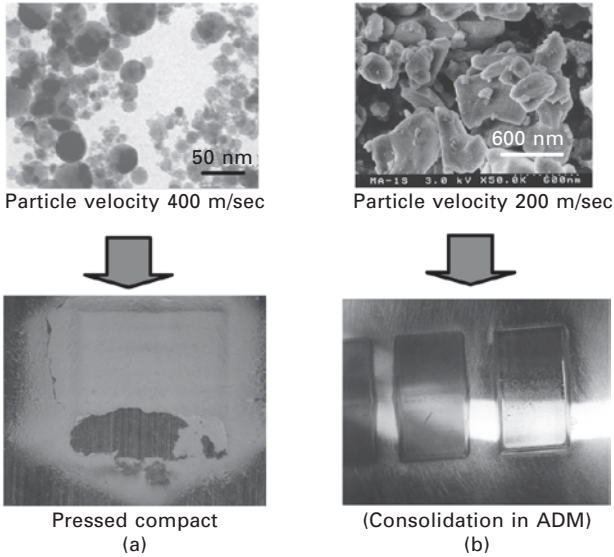 50 nm
600 nm
MA-1S 3.0 kV X50.0K 600nm
Particle velocity 400 m/sec
Particle velocity 200 m/sec
Pressed compact
(a)
(Consolidation in ADM)
(b)